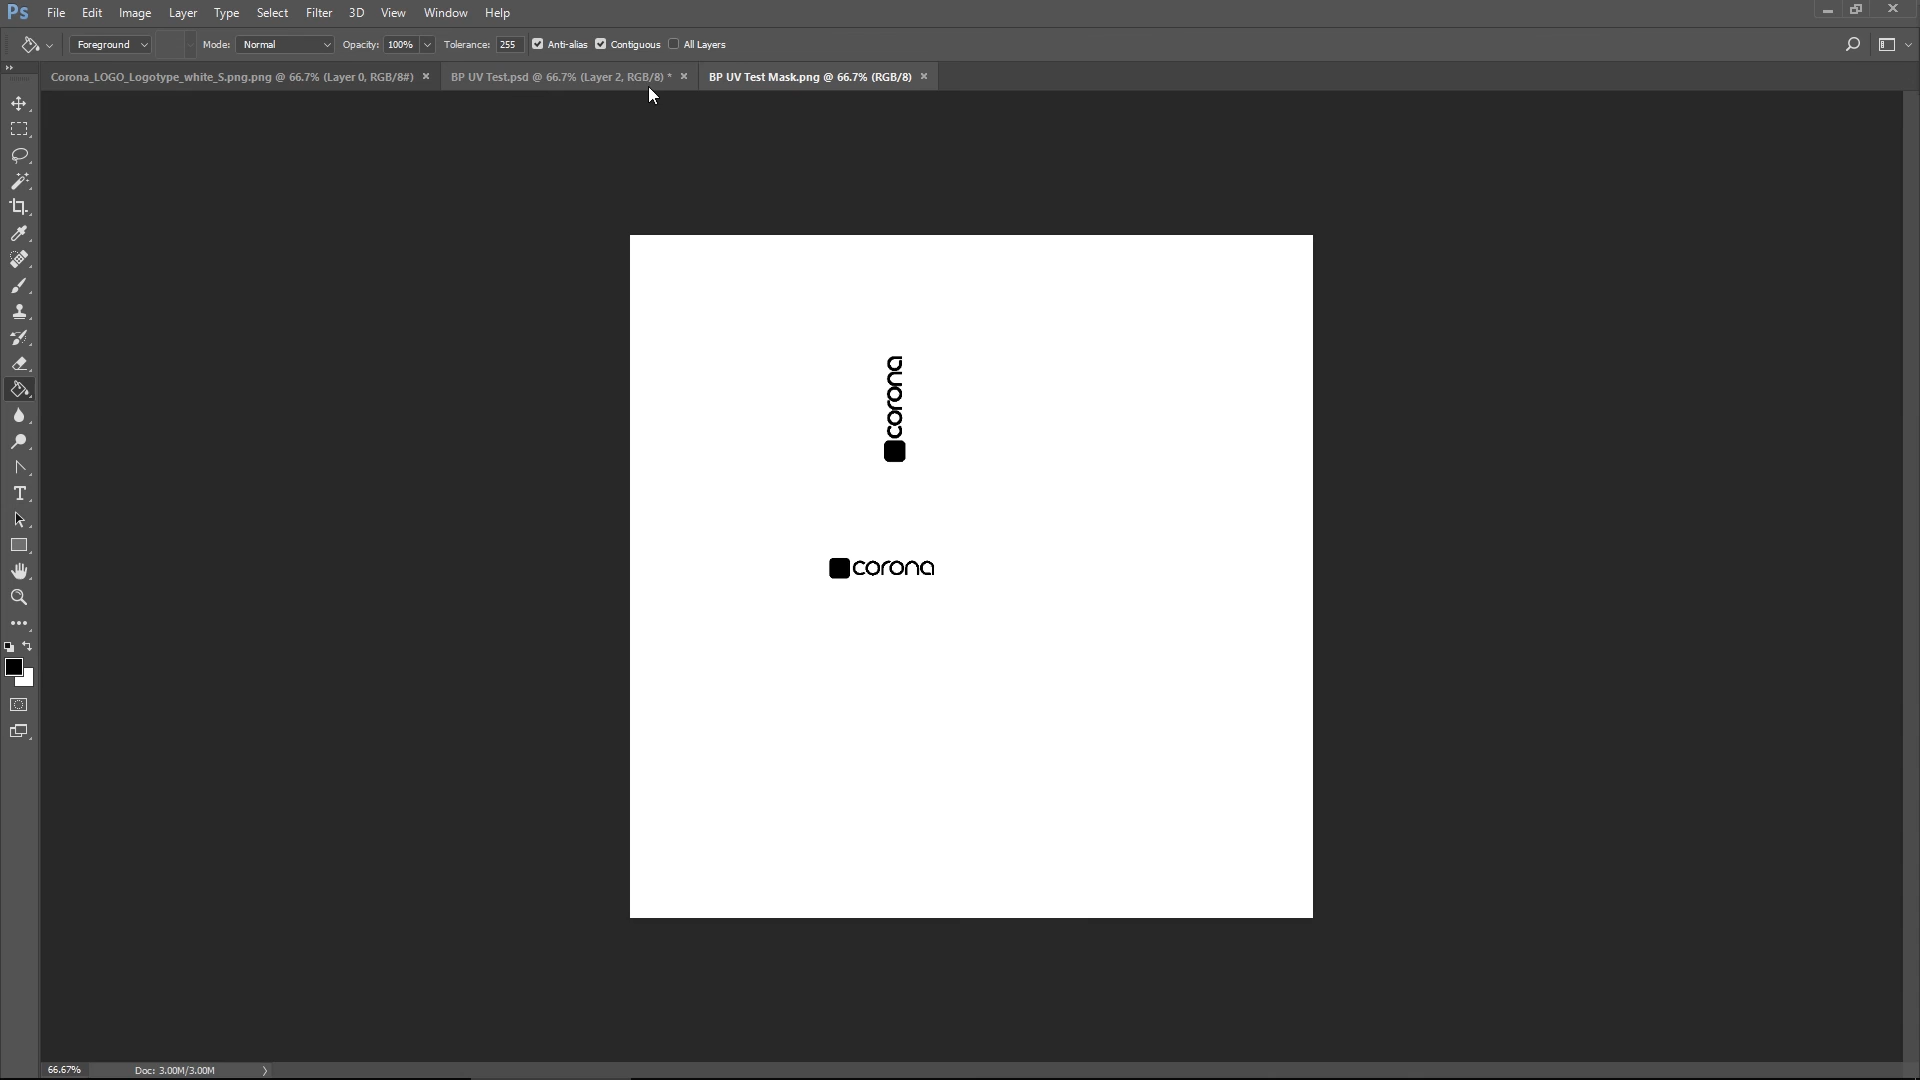 Ps File Edit Image Layer Type Select Filter 3D View Window Help
Foreground Mode: Normal Opacity: 100% Tolerance: 255 Anti-alias Contiguous All Layers
Corona_LOGO_Logotype_white_S.png.png @ 66.7% (Layer 0, RGB/8#) BP UV Test.psd @ 66.7% (Layer 2, RGB/8) * BP UV Test Mask.png @ 66.7% (RGB/8)
corona
corona
66.67% Doc: 3.00M/3.00M